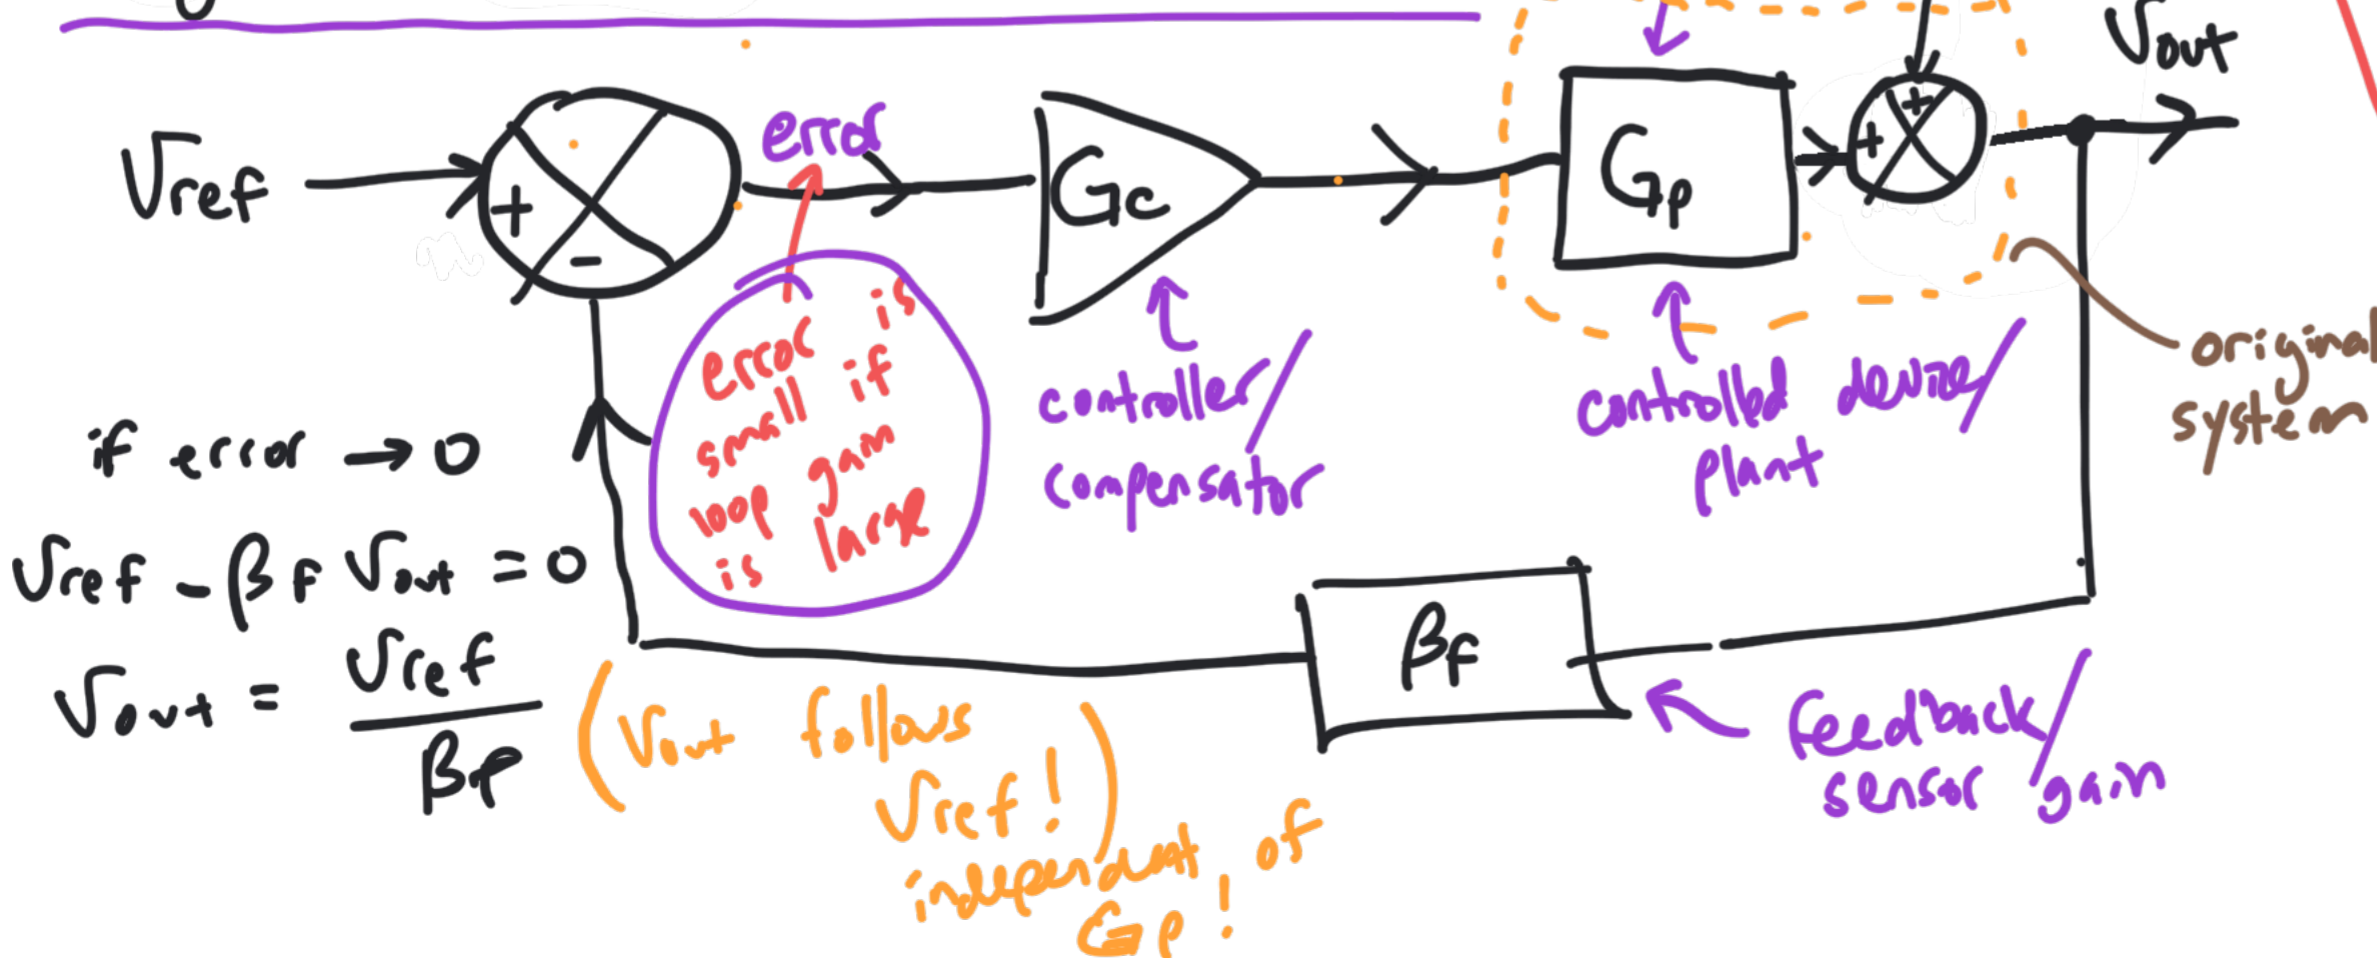 Vout
Vref
+
-
error
Gc
Gp
+
+
error is
small if
loop gain
is large
controller/
compensator
controlled device/
plant
original
system
if error → 0
Vref - βf Vout = 0
Vout = Vref / βf
(Vout follows
Vref!)
independent of
Gp!
βf
feedback/
sensor/gain